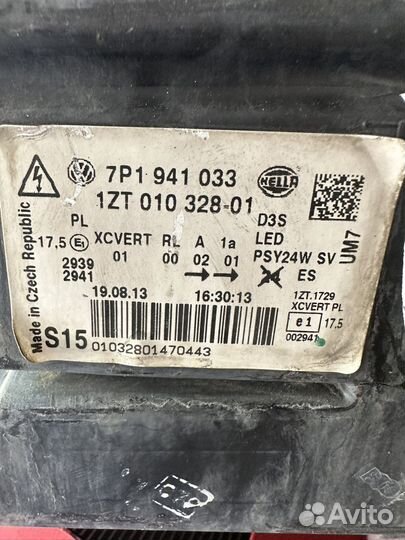 7P1 941 033
HELLA
1ZT 010 328-01
PL
D3S
17,5 E1 XCVERT RL A 1a LED
01 00 02 01 PSY24W SV
2939
2941
→ → ES
19.08.13 16:30:13
1ZT.1729
XCVERT PL
e1 17.5
002941
S15
01032801470443
Made in Czech Republic
UM7
Avito